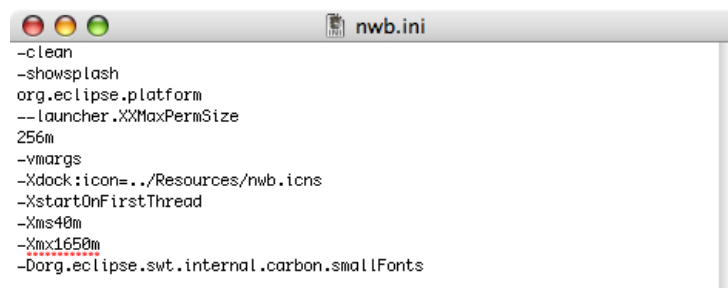 nwb.ini
-clean
-showsplash
org.eclipse.platform
--launcher.XXMaxPermSize
256m
-vmargs
-Xdock:icon=../Resources/nwb.icns
-XstartOnFirstThread
-Xms40m
-Xmx1650m
-Dorg.eclipse.swt.internal.carbon.smallFonts